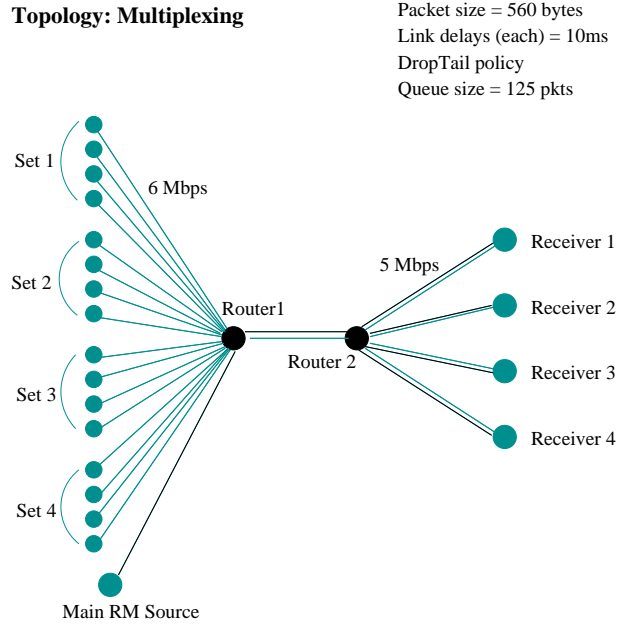 Topology: Multiplexing
Packet size = 560 bytes
Link delays (each) = 10ms
DropTail policy
Queue size = 125 pkts
Set 1
6 Mbps
Set 2
Router1
5 Mbps
Receiver 1
Receiver 2
Router 2
Receiver 3
Set 3
Receiver 4
Set 4
Main RM Source